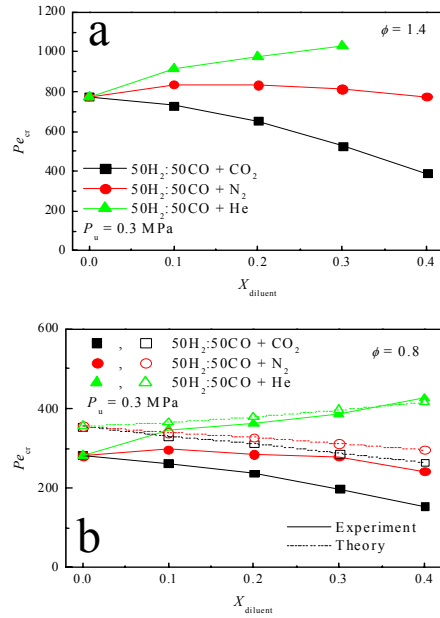 a
ϕ = 1.4
1200
1000
800
600
400
200
0
Pe_cr
50H₂:50CO + CO₂
50H₂:50CO + N₂
50H₂:50CO + He
P_u = 0.3 MPa
0.0 0.1 0.2 0.3 0.4
X_diluent
600
400
200
0
Pe_cr
, 50H₂:50CO + CO₂
, 50H₂:50CO + N₂
, 50H₂:50CO + He
ϕ = 0.8
P_u = 0.3 MPa
Experiment
Theory
b
0.0 0.1 0.2 0.3 0.4
X_diluent